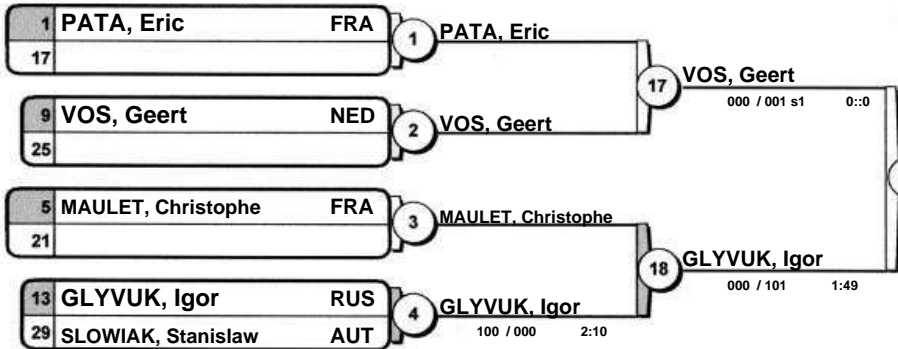 1 PATA, Eric FRA
17
1 PATA, Eric
9 VOS, Geert NED
25
2 VOS, Geert
17 VOS, Geert
000 / 001 s1 0::0
5 MAULET, Christophe FRA
21
3 MAULET, Christophe
18 GLYVUK, Igor
000 / 101 1:49
13 GLYVUK, Igor RUS
29 SLOWIAK, Stanislaw AUT
4 GLYVUK, Igor
100 / 000 2:10